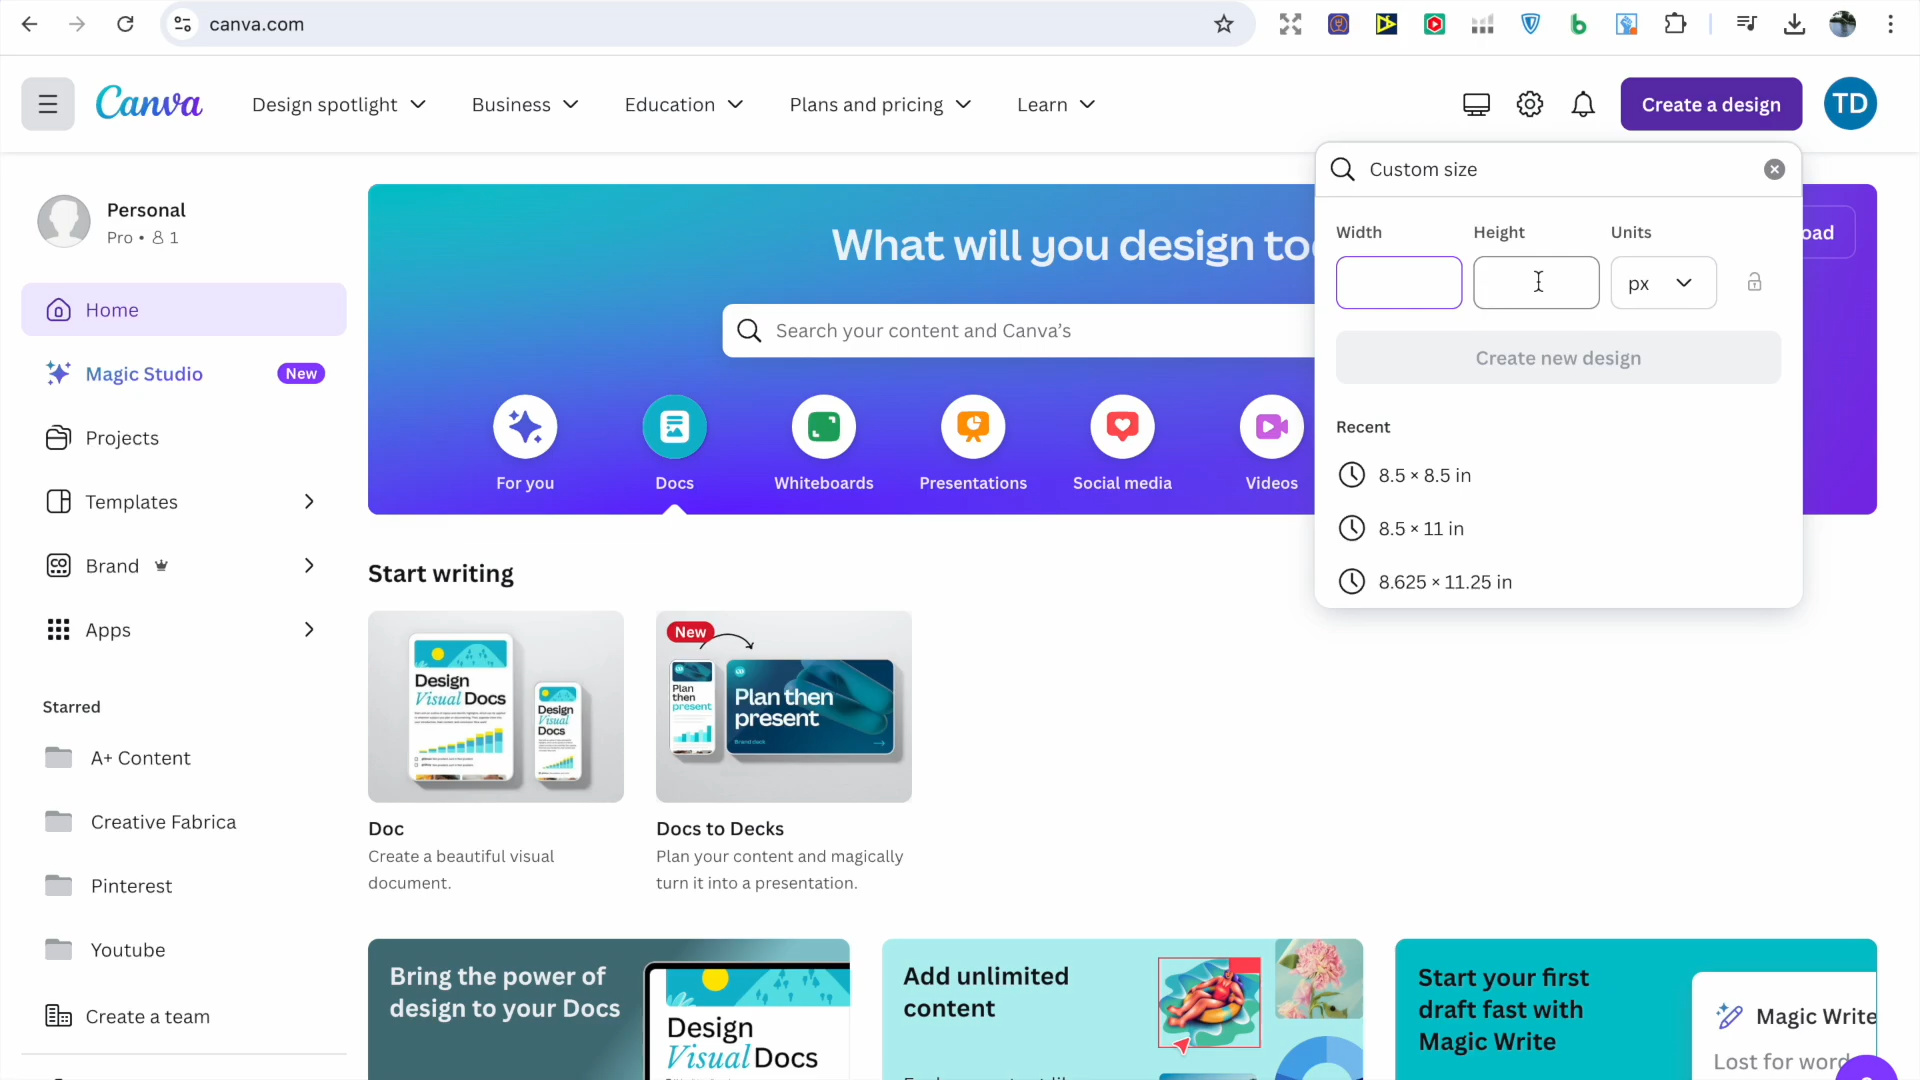 canva.com
Canva
Design spotlight
Business
Education
Plans and pricing
Learn
Create a design
TD
Custom size
Width
Height
Units
px
Create new design
Recent
8.5 × 8.5 in
8.5 × 11 in
8.625 × 11.25 in
Personal
Pro • 1
Home
Magic Studio
New
Projects
Templates
Brand
Apps
Starred
A+ Content
Creative Fabrica
Pinterest
Youtube
Create a team
What will you design to
Search your content and Canva's
For you
Docs
Whiteboards
Presentations
Social media
Videos
Start writing
Design
Visual Docs
Design
Visual
Docs
New
Plan
then
present
Plan then
present
Doc
Create a beautiful visual
document.
Docs to Decks
Plan your content and magically
turn it into a presentation.
Bring the power of
design to your Docs
Design
Visual Docs
Add unlimited
content
Start your first
draft fast with
Magic Write
Magic Write
Lost for word